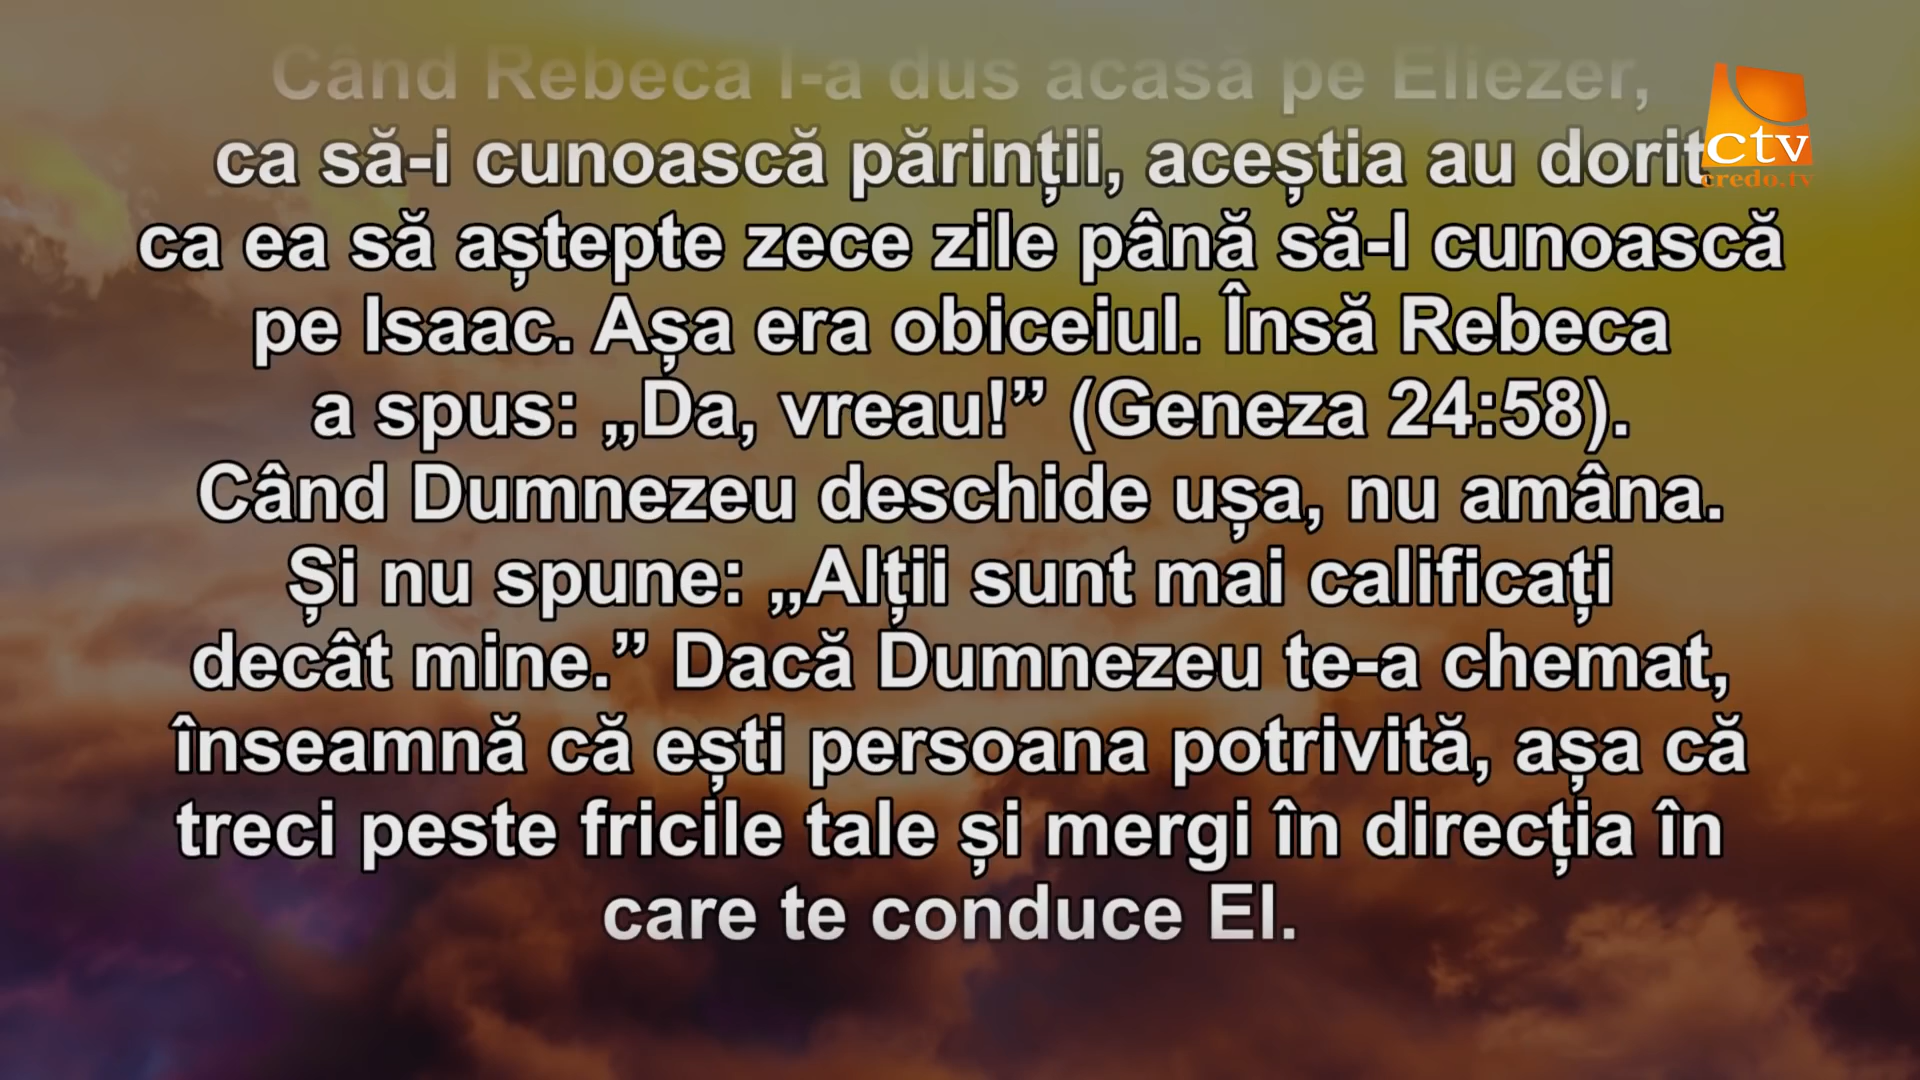 Când Rebeca l-a dus acasă pe Eliezer,
ca să-i cunoască părinții, aceștia au dorit
ca ea să aștepte zece zile până să-l cunoască
pe Isaac. Așa era obiceiul. Însă Rebeca
a spus: „Da, vreau!” (Geneza 24:58).
Când Dumnezeu deschide ușa, nu amâna.
Și nu spune: „Alții sunt mai calificați
decât mine.” Dacă Dumnezeu te-a chemat,
înseamnă că ești persoana potrivită, așa că
treci peste fricile tale și mergi în direcția în
care te conduce El.
ctv
credo.tv